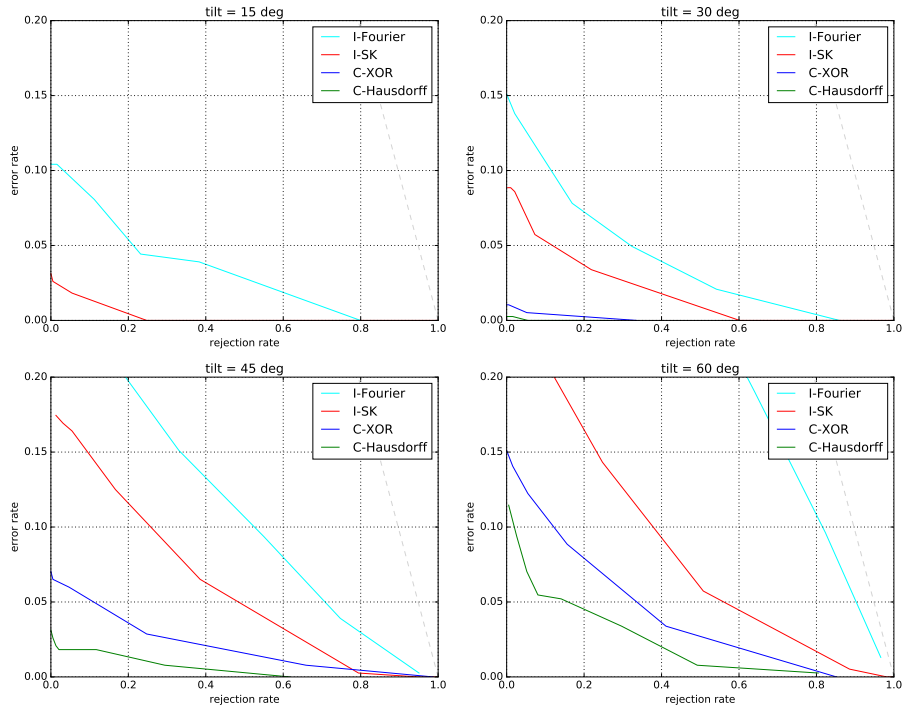 tilt = 15 deg
0.20
0.15
0.10
0.05
0.00
error rate
I-Fourier
I-SK
C-XOR
C-Hausdorff
0.0 0.2 0.4 0.6 0.8 1.0
rejection rate
tilt = 30 deg
0.20
0.15
0.10
0.05
0.00
error rate
I-Fourier
I-SK
C-XOR
C-Hausdorff
0.0 0.2 0.4 0.6 0.8 1.0
rejection rate
tilt = 45 deg
0.20
0.15
0.10
0.05
0.00
error rate
I-Fourier
I-SK
C-XOR
C-Hausdorff
0.0 0.2 0.4 0.6 0.8 1.0
rejection rate
tilt = 60 deg
0.20
0.15
0.10
0.05
0.00
error rate
I-Fourier
I-SK
C-XOR
C-Hausdorff
0.0 0.2 0.4 0.6 0.8 1.0
rejection rate